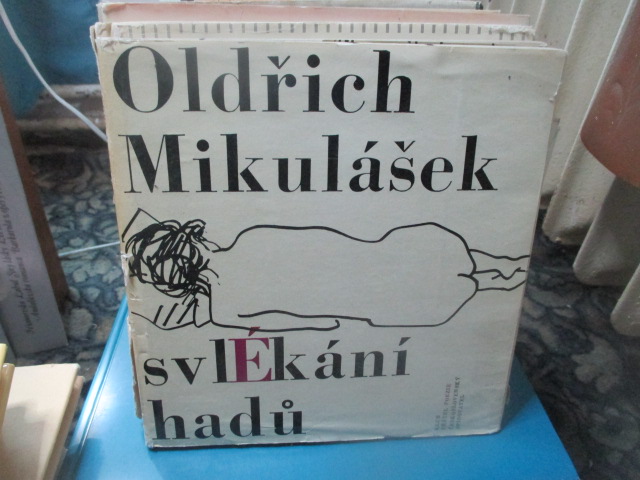 Oldřich
Mikulášek
svlÉkání
hadů